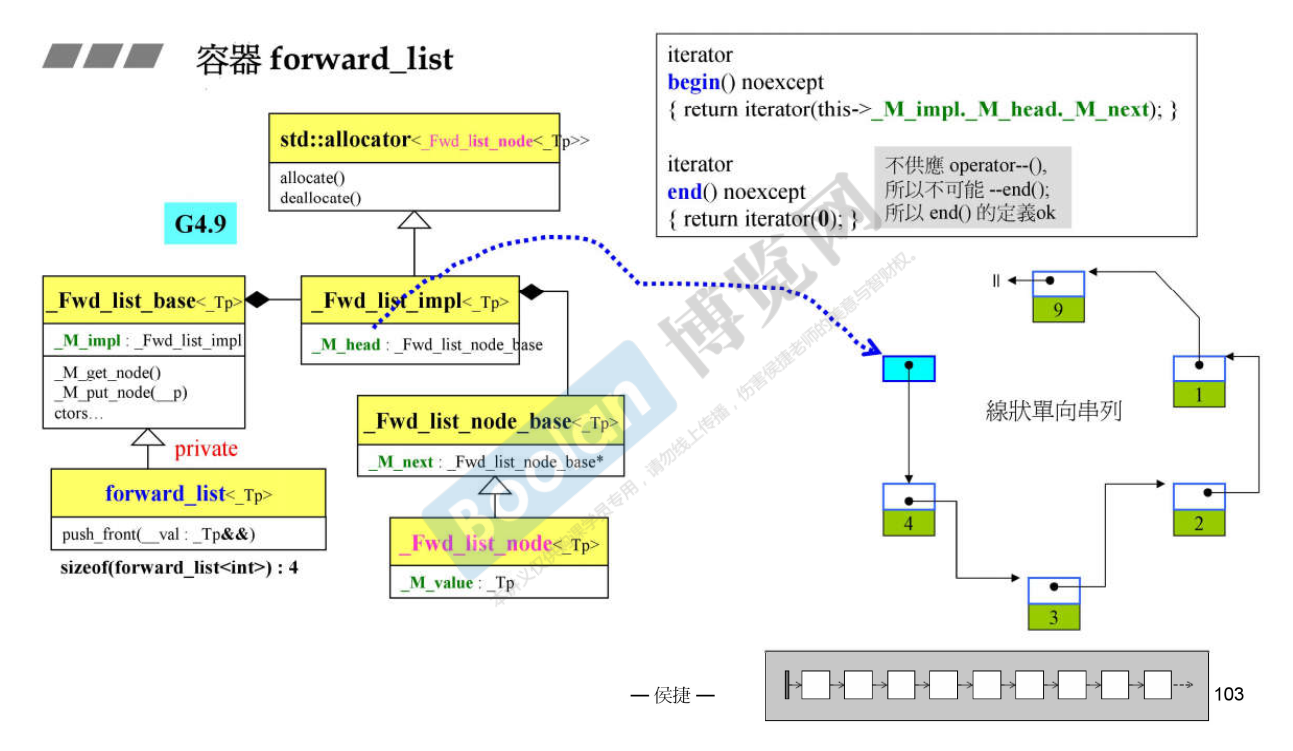 容器 forward_list
iterator
begin() noexcept
{ return iterator(this->_M_impl._M_head._M_next); }
iterator
end() noexcept
{ return iterator(0); }
不供應 operator--(),
所以不可能 --end();
所以 end() 的定義ok
std::allocator<_Fwd_list_node<_Tp>>
allocate()
deallocate()
G4.9
_Fwd_list_base<_Tp>
_M_impl : _Fwd_list_impl
_M_get_node()
_M_put_node(__p)
ctors…
_Fwd_list_impl<_Tp>
_M_head : _Fwd_list_node_base
_Fwd_list_node_base<_Tp>
_M_next : _Fwd_list_node_base*
private
forward_list<_Tp>
push_front(__val : _Tp&&)
sizeof(forward_list<int>) : 4
_Fwd_list_node<_Tp>
_M_value : _Tp
9
1
線狀單向串列
4
2
3
Boolan 博览网
— 侯捷 —
103